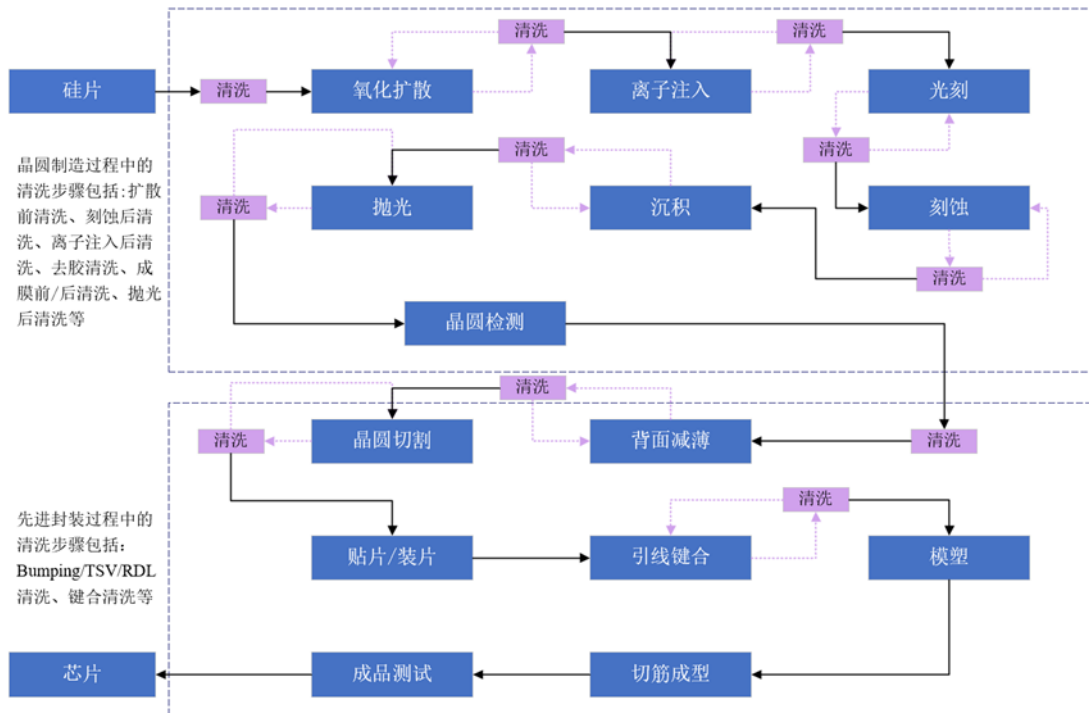 清洗
清洗
硅片
清洗
氧化扩散
离子注入
光刻
晶圆制造过程中的
清洗步骤包括:扩散
前清洗、刻蚀后清
洗、离子注入后清
洗、去胶清洗、成
膜前/后清洗、抛光
后清洗等
清洗
清洗
清洗
抛光
沉积
刻蚀
清洗
晶圆检测
清洗
清洗
晶圆切割
背面减薄
清洗
先进封装过程中的
清洗步骤包括：
Bumping/TSV/RDL
清洗、键合清洗等
清洗
贴片/装片
引线键合
模塑
芯片
成品测试
切筋成型